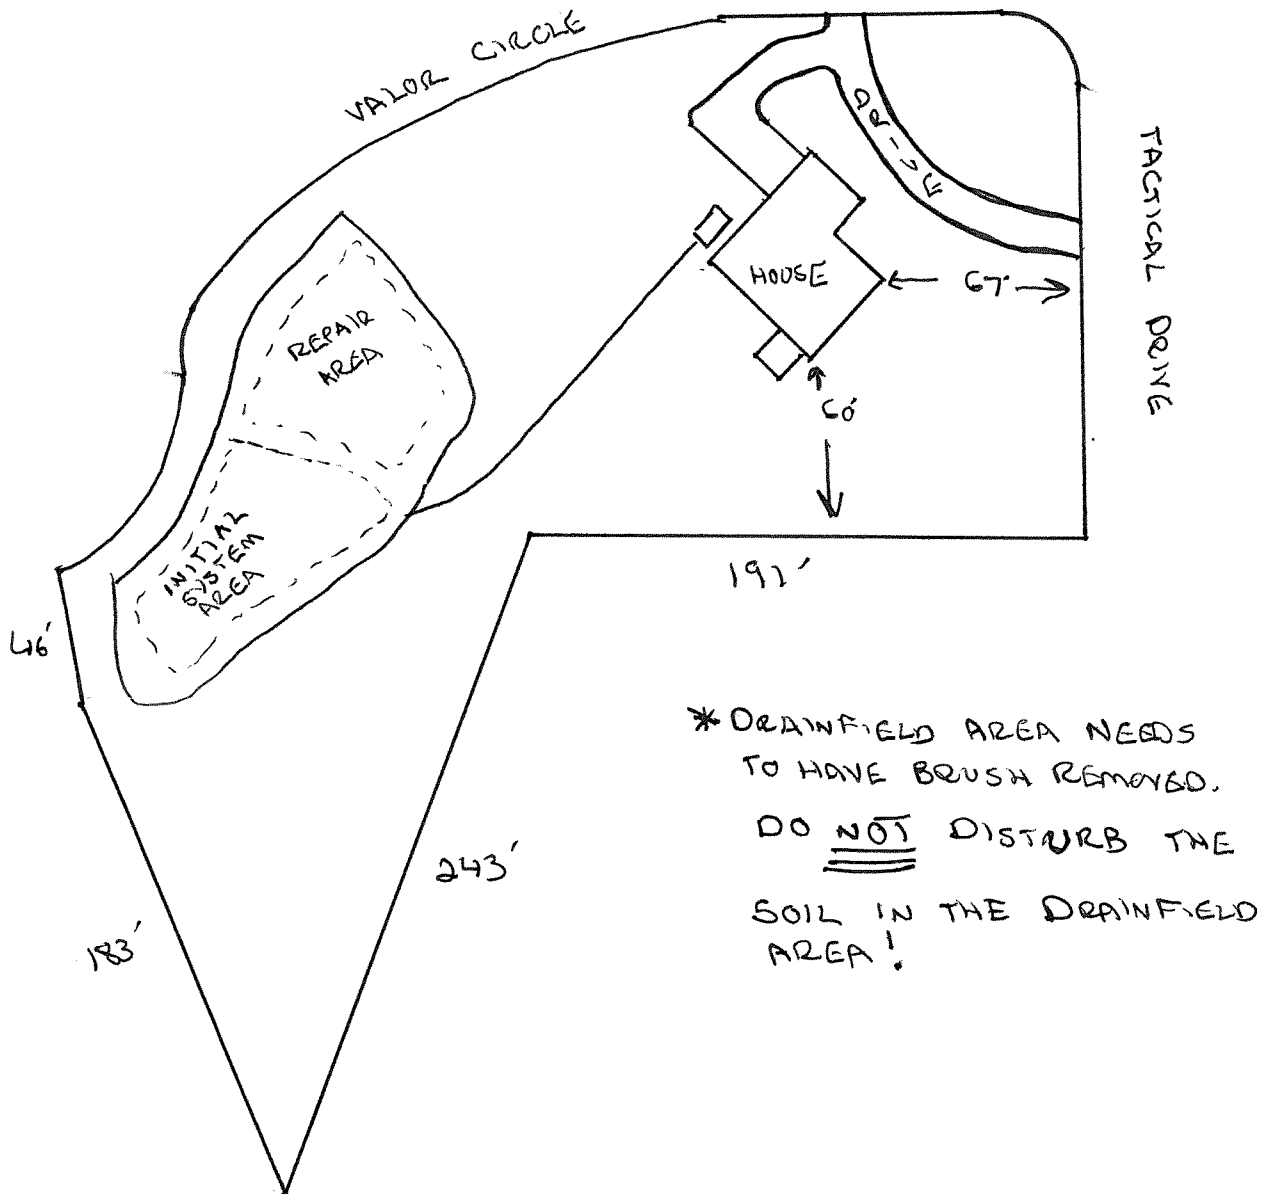 VALOR CIRCLE
DRIVE
TACTICAL DRIVE
HOUSE
67'
60'
REPAIR
AREA
INITIAL
SYSTEM
AREA
191'
46'
* DRAINFIELD AREA NEEDS
TO HAVE BRUSH REMOVED.
DO NOT DISTURB THE
SOIL IN THE DRAINFIELD
AREA!
243'
183'